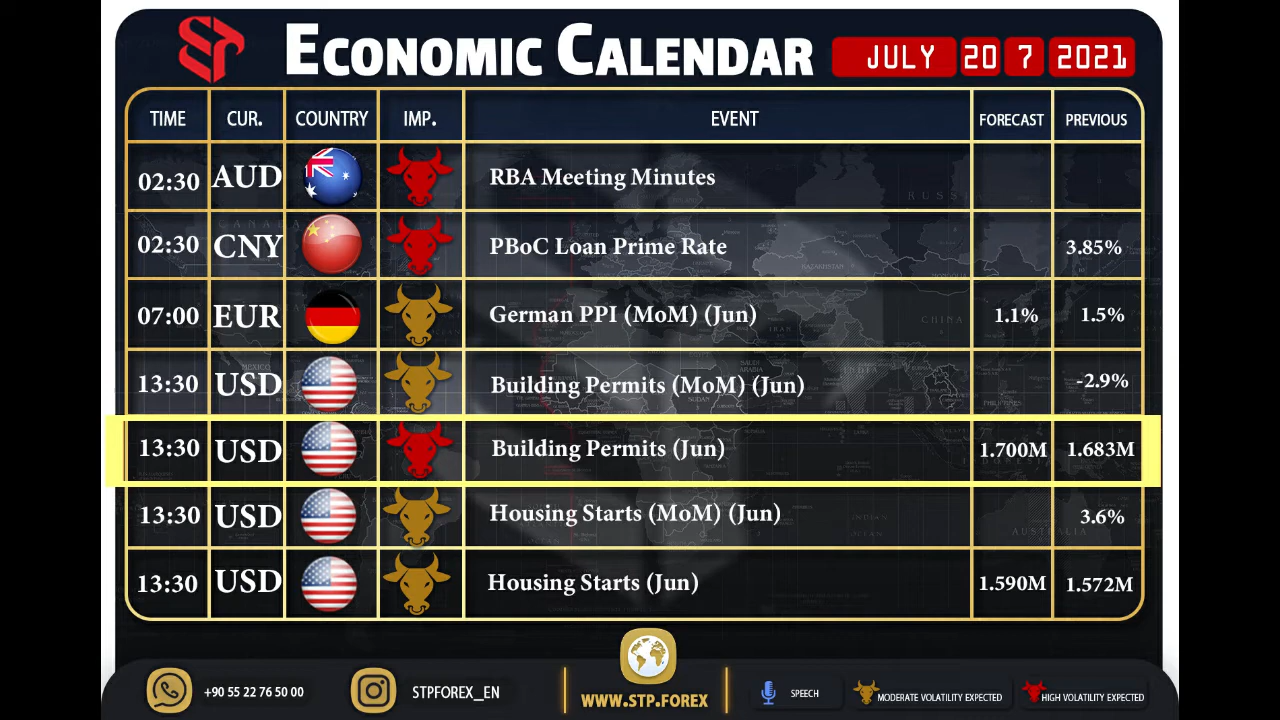 ST ECONOMIC CALENDAR JULY 20 7 2021
TIME CUR. COUNTRY IMP. EVENT FORECAST PREVIOUS
02:30 AUD RBA Meeting Minutes
02:30 CNY PBoC Loan Prime Rate 3.85%
07:00 EUR German PPI (MoM) (Jun) 1.1% 1.5%
13:30 USD Building Permits (MoM) (Jun) -2.9%
13:30 USD Building Permits (Jun) 1.700M 1.683M
13:30 USD Housing Starts (MoM) (Jun) 3.6%
13:30 USD Housing Starts (Jun) 1.590M 1.572M
+90 55 22 76 50 00 STPFOREX_EN WWW.STP.FOREX SPEECH MODERATE VOLATILITY EXPECTED HIGH VOLATILITY EXPECTED